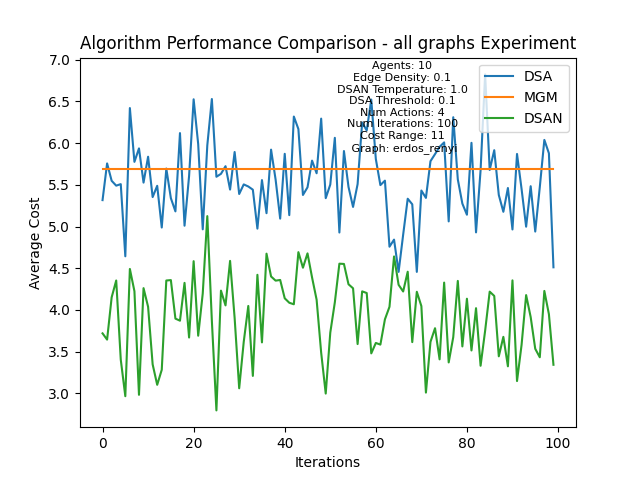 Algorithm Performance Comparison - all graphs Experiment
Agents: 10
Edge Density: 0.1
DSAN Temperature: 1.0
DSA Threshold: 0.1
Num Actions: 4
Num Iterations: 100
Cost Range: 11
Graph: erdos_renyi
DSA
MGM
DSAN
Average Cost
7.0
6.5
6.0
5.5
5.0
4.5
4.0
3.5
3.0
0 20 40 60 80 100
Iterations